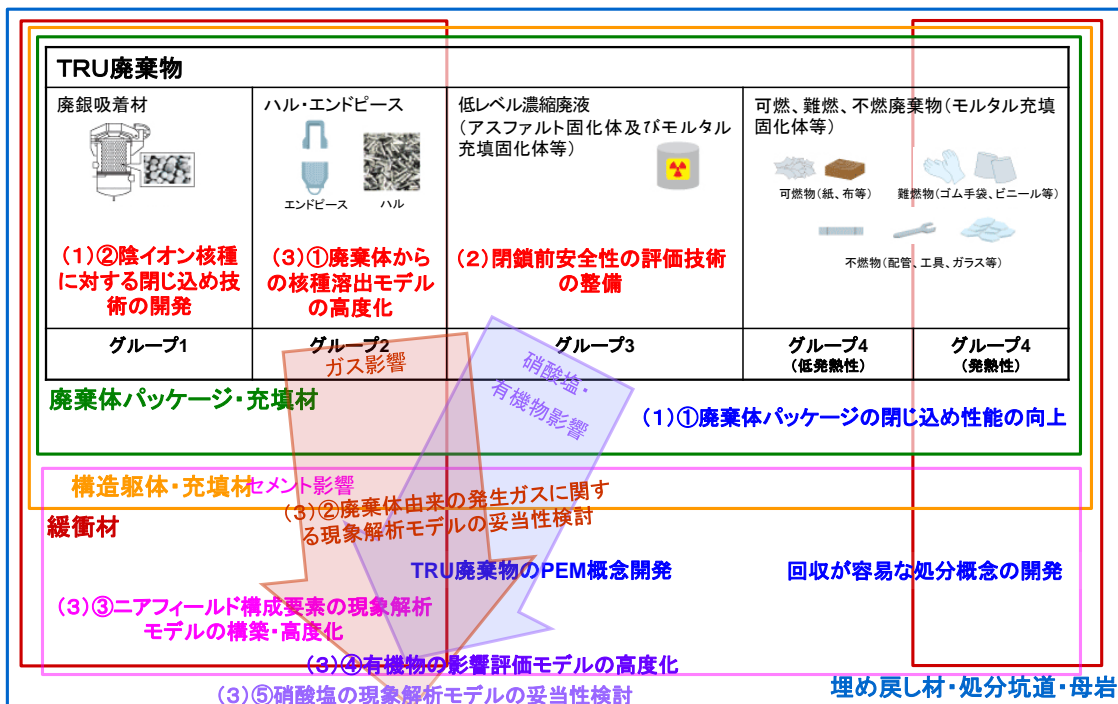 TRU廃棄物
廃銀吸着材
ハル・エンドピース
エンドピース
ハル
低レベル濃縮廃液
(アスファルト固化体及びモルタル
充填固化体等)
可燃、難燃、不燃廃棄物(モルタル充填
固化体等)
可燃物(紙、布等)
難燃物(ゴム手袋、ビニール等)
不燃物(配管、工具、ガラス等)
(1)②陰イオン核種
に対する閉じ込め技
術の開発
(3)①廃棄体から
の核種溶出モデル
の高度化
(2)閉鎖前安全性の評価技術
の整備
グループ1
グループ2
グループ3
グループ4
(低発熱性)
グループ4
(発熱性)
ガス影響
硝酸塩・
有機物影響
廃棄体パッケージ・充填材
(1)①廃棄体パッケージの閉じ込め性能の向上
構造躯体・充填材
セメント影響
(3)②廃棄体由来の発生ガスに関す
る現象解析モデルの妥当性検討
緩衝材
TRU廃棄物のPEM概念開発
回収が容易な処分概念の開発
(3)③ニアフィールド構成要素の現象解析
モデルの構築・高度化
(3)④有機物の影響評価モデルの高度化
(3)⑤硝酸塩の現象解析モデルの妥当性検討
埋め戻し材・処分坑道・母岩